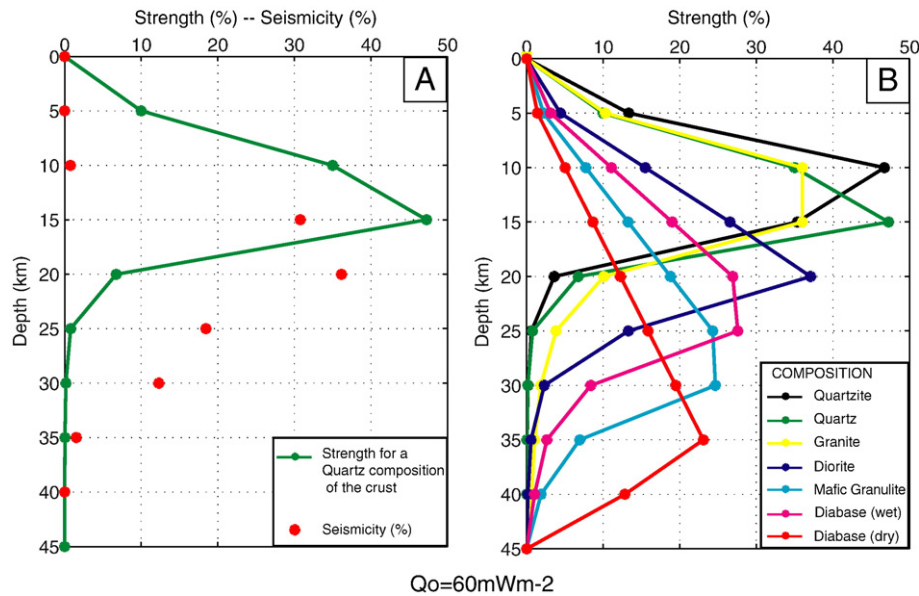 Strength (%) -- Seismicity (%)
0 10 20 30 40 50
A
0
5
10
15
20
25
30
35
40
45
Depth (km)
Strength for a
Quartz composition
of the crust
Seismicity (%)
Strength (%)
0 10 20 30 40 50
B
0
5
10
15
20
25
30
35
40
45
Depth (km)
COMPOSITION
Quartzite
Quartz
Granite
Diorite
Mafic Granulite
Diabase (wet)
Diabase (dry)
Qo=60mWm-2